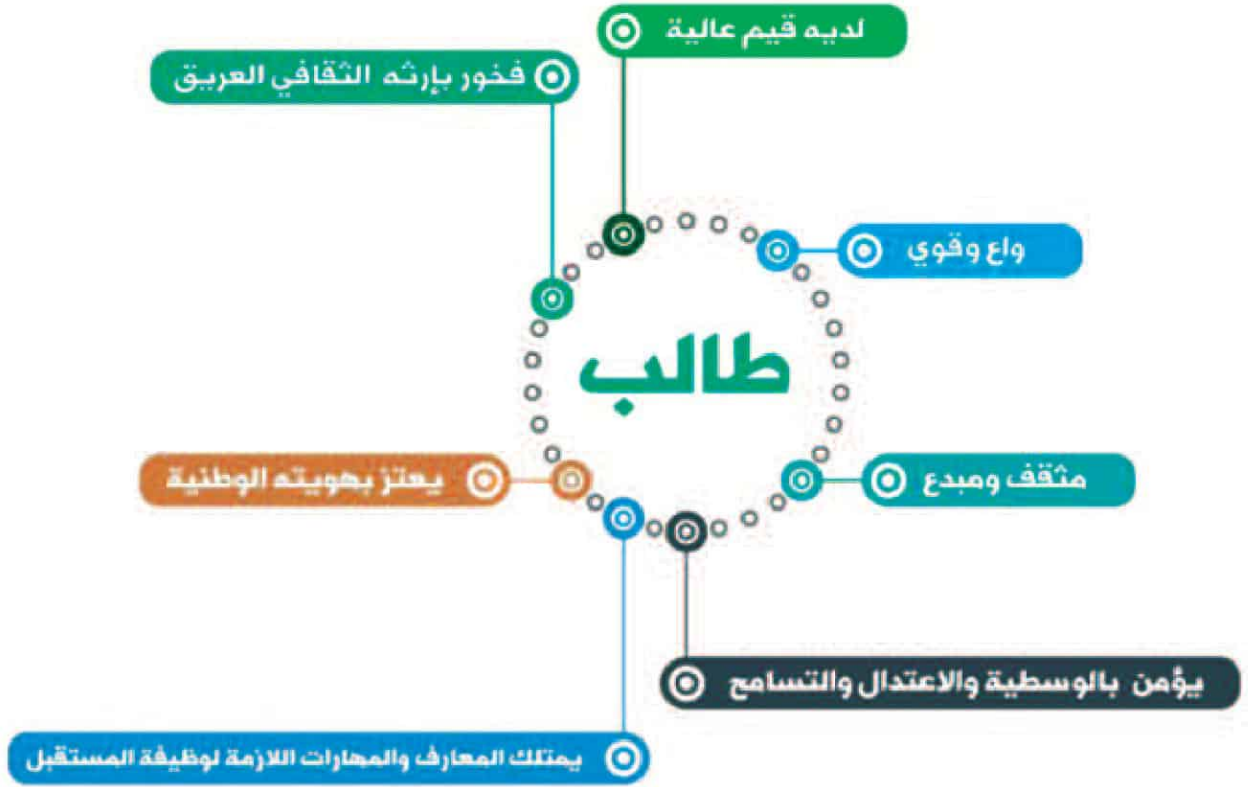 لديه قيم عالية
فخور بإرثه الثقافي العريق
واع وقوي
طالب
يعتز بهويته الوطنية
مثقف ومبدع
يؤمن بالوسطية والاعتدال والتسامح
يمتلك المعارف والمهارات اللازمة لوظيفة المستقبل